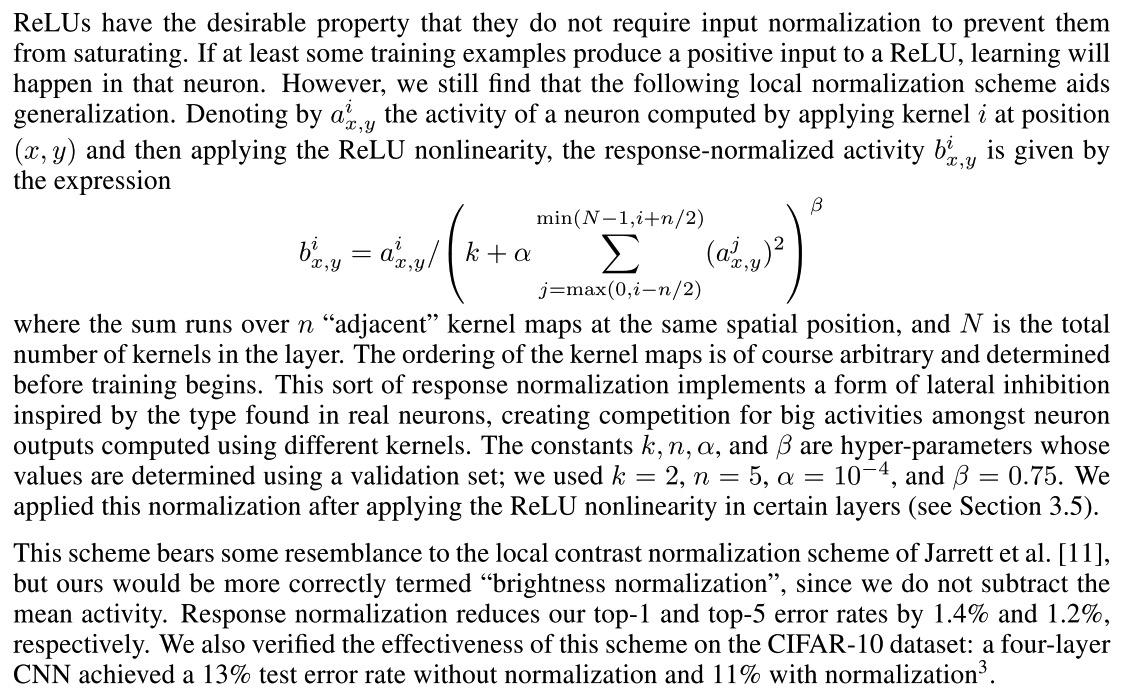 ReLUs have the desirable property that they do not require input normalization to prevent them
from saturating. If at least some training examples produce a positive input to a ReLU, learning will
happen in that neuron. However, we still find that the following local normalization scheme aids
generalization. Denoting by $a^i_{x,y}$ the activity of a neuron computed by applying kernel $i$ at position
$(x, y)$ and then applying the ReLU nonlinearity, the response-normalized activity $b^i_{x,y}$ is given by
the expression
$$b^i_{x,y} = a^i_{x,y} / \left( k + \alpha \sum_{j=\max(0,i-n/2)}^{\min(N-1,i+n/2)} (a^j_{x,y})^2 \right)^\beta$$
where the sum runs over $n$ “adjacent” kernel maps at the same spatial position, and $N$ is the total
number of kernels in the layer. The ordering of the kernel maps is of course arbitrary and determined
before training begins. This sort of response normalization implements a form of lateral inhibition
inspired by the type found in real neurons, creating competition for big activities amongst neuron
outputs computed using different kernels. The constants $k, n, \alpha$, and $\beta$ are hyper-parameters whose
values are determined using a validation set; we used $k = 2$, $n = 5$, $\alpha = 10^{-4}$, and $\beta = 0.75$. We
applied this normalization after applying the ReLU nonlinearity in certain layers (see Section 3.5).
This scheme bears some resemblance to the local contrast normalization scheme of Jarrett et al. [11],
but ours would be more correctly termed “brightness normalization”, since we do not subtract the
mean activity. Response normalization reduces our top-1 and top-5 error rates by 1.4% and 1.2%,
respectively. We also verified the effectiveness of this scheme on the CIFAR-10 dataset: a four-layer
CNN achieved a 13% test error rate without normalization and 11% with normalization$^3$.